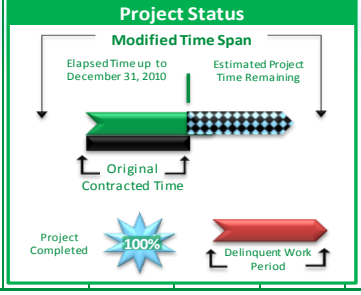 Project Status
Modified Time Span
Elapsed Time up to
December 31, 2010
Estimated Project
Time Remaining
Original
Contracted Time
Project
Completed
100%
Delinquent Work
Period